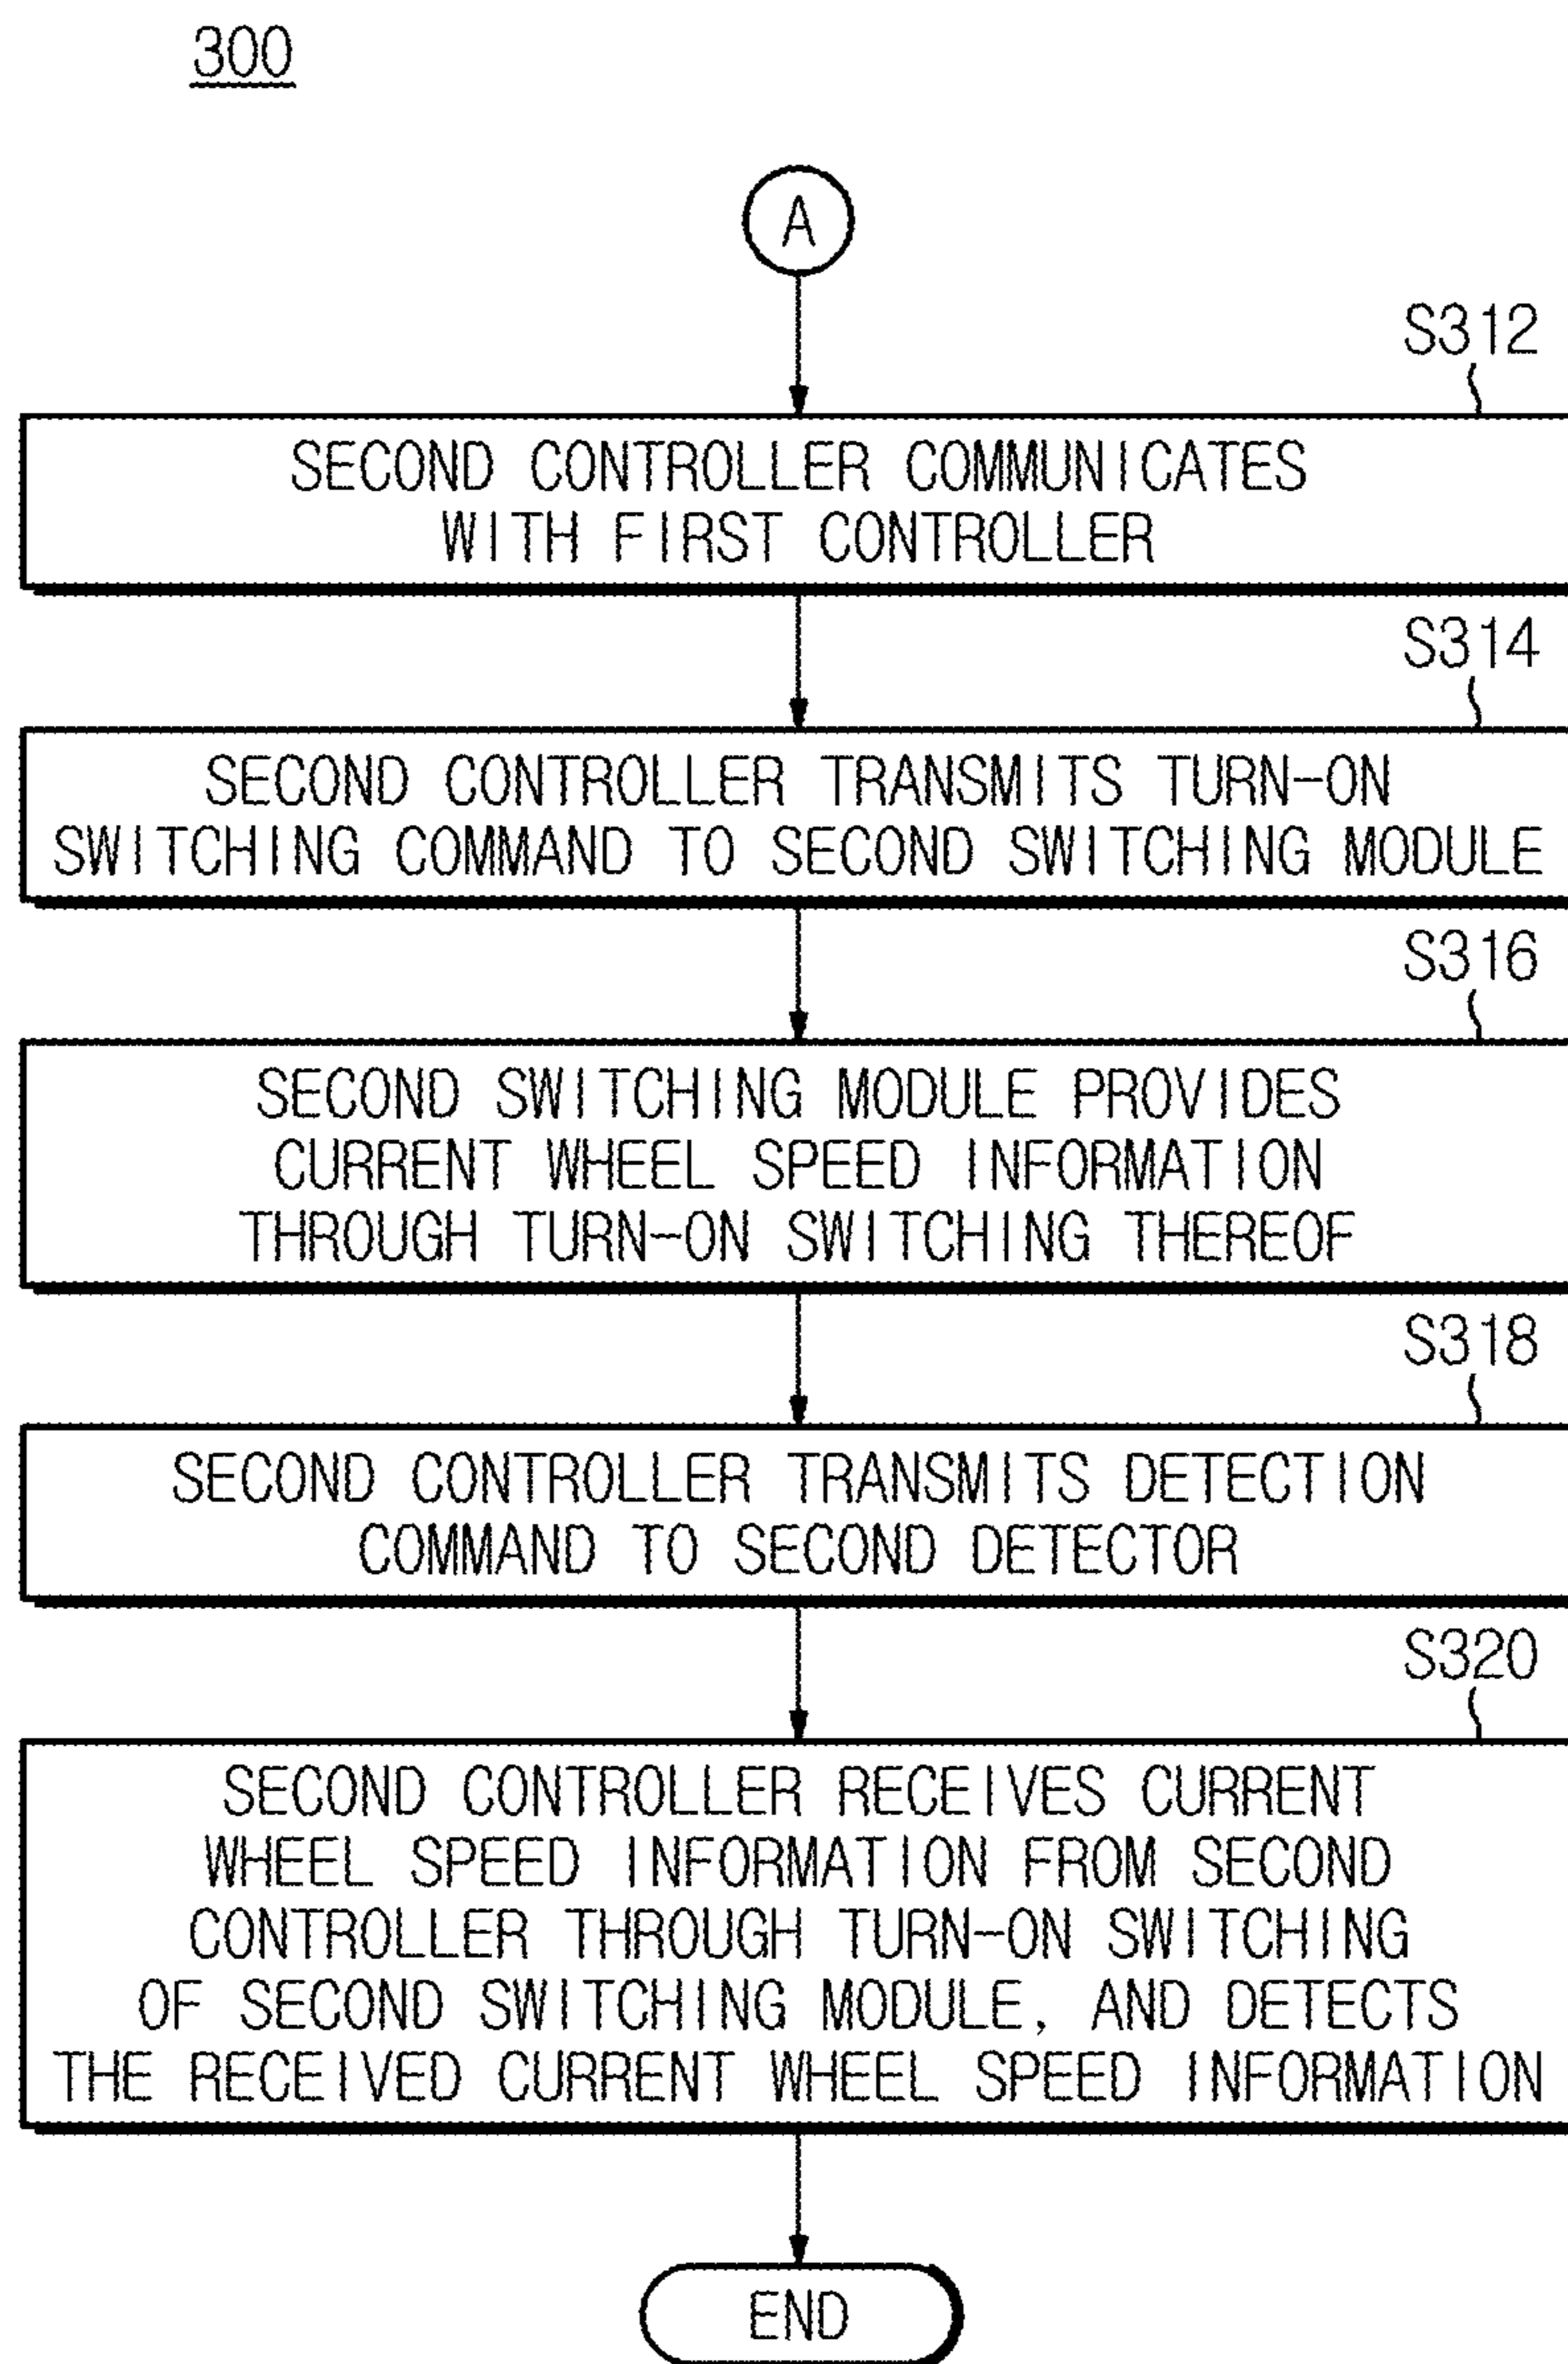 300
A
S312
SECOND CONTROLLER COMMUNICATES
WITH FIRST CONTROLLER
S314
SECOND CONTROLLER TRANSMITS TURN-ON
SWITCHING COMMAND TO SECOND SWITCHING MODULE
S316
SECOND SWITCHING MODULE PROVIDES
CURRENT WHEEL SPEED INFORMATION
THROUGH TURN-ON SWITCHING THEREOF
S318
SECOND CONTROLLER TRANSMITS DETECTION
COMMAND TO SECOND DETECTOR
S320
SECOND CONTROLLER RECEIVES CURRENT
WHEEL SPEED INFORMATION FROM SECOND
CONTROLLER THROUGH TURN-ON SWITCHING
OF SECOND SWITCHING MODULE, AND DETECTS
THE RECEIVED CURRENT WHEEL SPEED INFORMATION
END